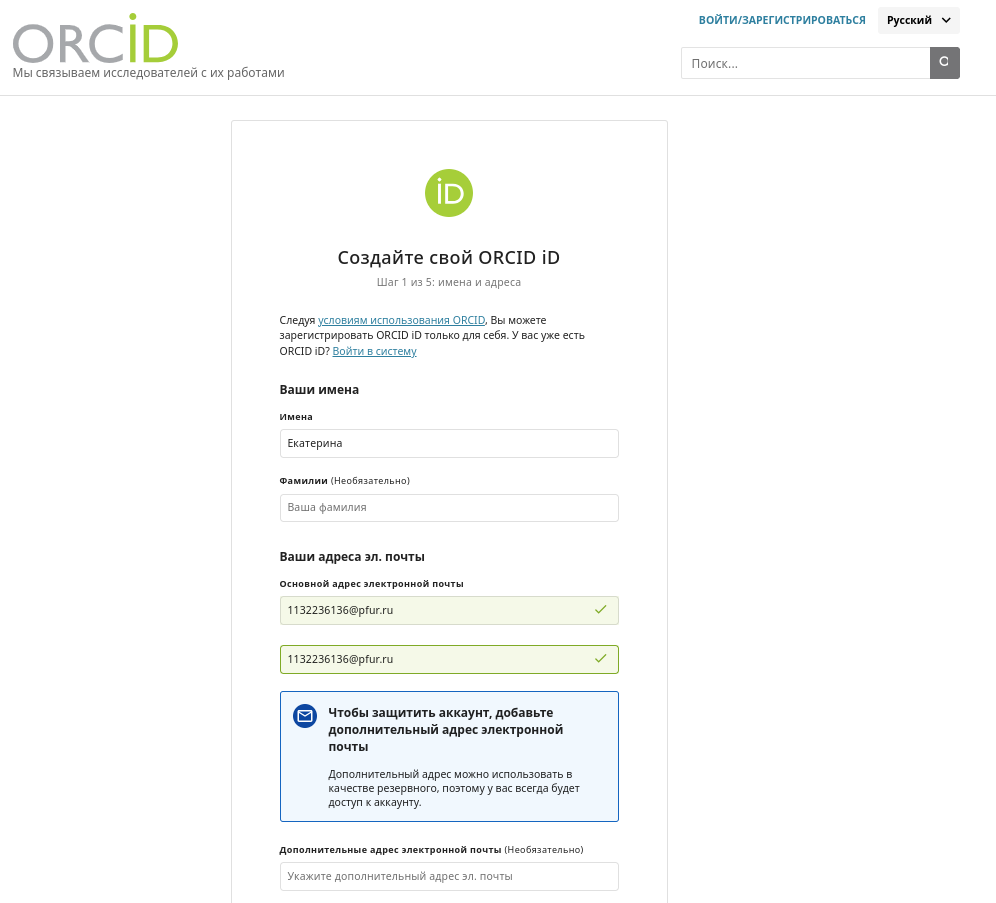 ORCID
Мы связываем исследователей с их работами
ВОЙТИ/ЗАРЕГИСТРИРОВАТЬСЯ
Русский
Поиск...
iD
Создайте свой ORCID iD
Шаг 1 из 5: имена и адреса
Следуя условиям использования ORCID, Вы можете
зарегистрировать ORCID iD только для себя. У вас уже есть
ORCID iD? Войти в систему
Ваши имена
Имена
Екатерина
Фамилии (Необязательно)
Ваша фамилия
Ваши адреса эл. почты
Основной адрес электронной почты
1132236136@pfur.ru
1132236136@pfur.ru
Чтобы защитить аккаунт, добавьте
дополнительный адрес электронной
почты
Дополнительный адрес можно использовать в
качестве резервного, поэтому у вас всегда будет
доступ к аккаунту.
Дополнительные адрес электронной почты (Необязательно)
Укажите дополнительный адрес эл. почты